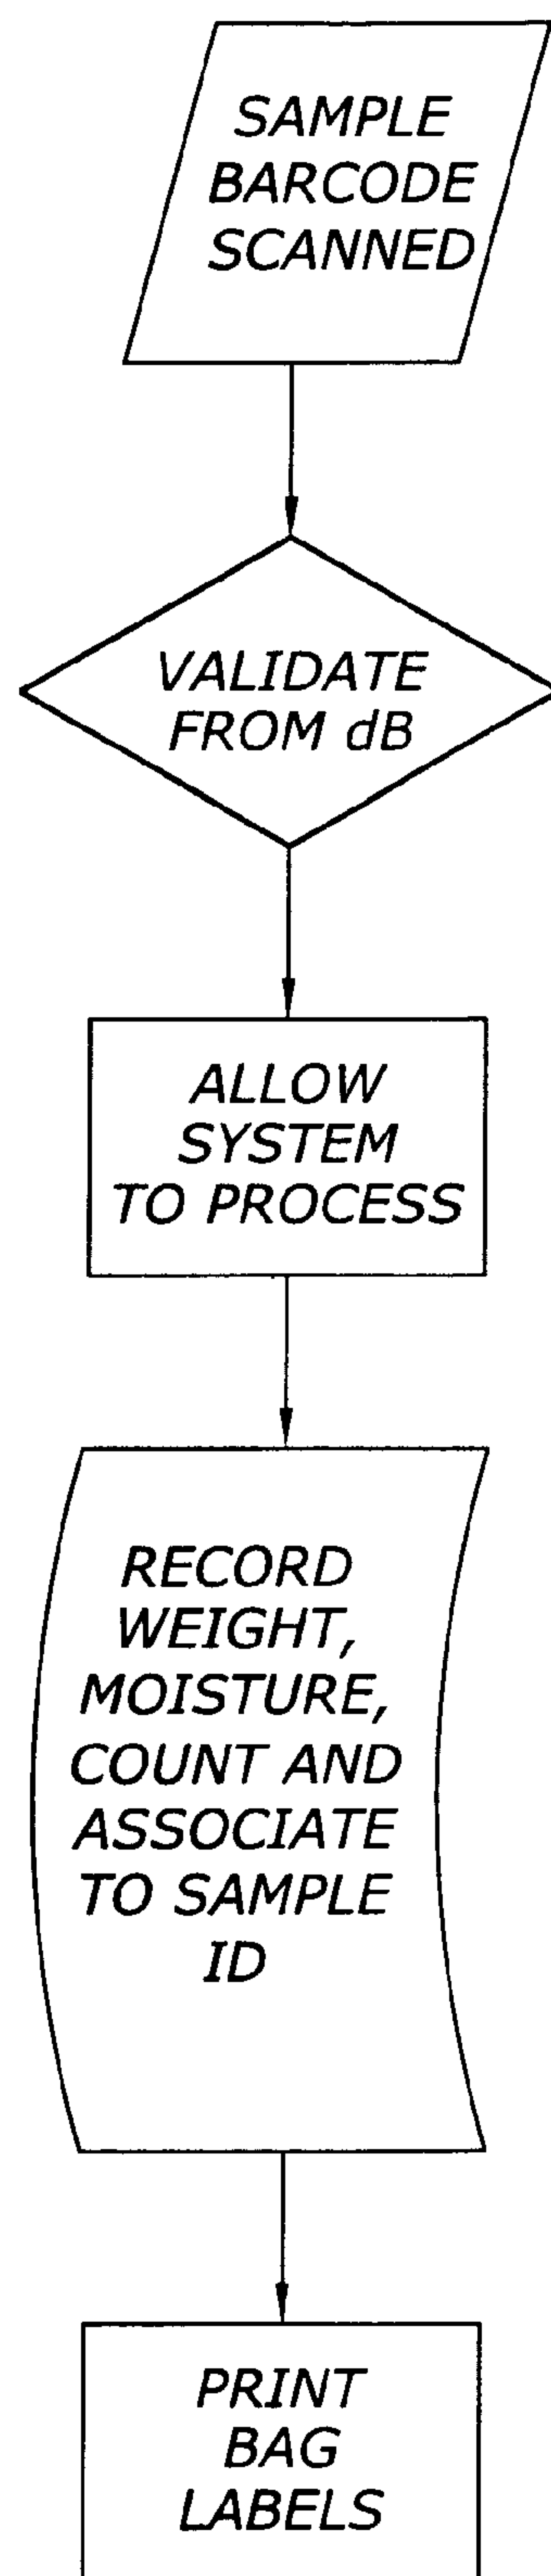 SAMPLE
BARCODE
SCANNED
VALIDATE
FROM dB
ALLOW
SYSTEM
TO PROCESS
RECORD
WEIGHT,
MOISTURE,
COUNT AND
ASSOCIATE
TO SAMPLE
ID
PRINT
BAG
LABELS